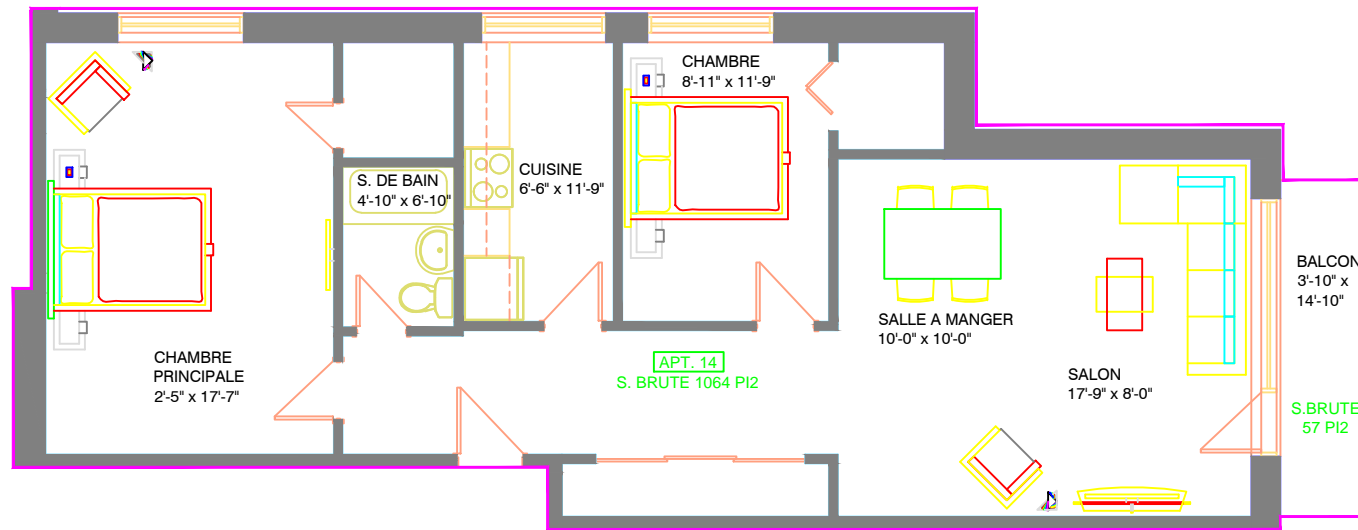 CHAMBRE
8'-11" x 11'-9"
CUISINE
6'-6" x 11'-9"
S. DE BAIN
4'-10" x 6'-10"
BALCON
3'-10" x
14'-10"
SALLE A MANGER
10'-0" x 10'-0"
CHAMBRE
PRINCIPALE
2'-5" x 17'-7"
APT. 14
S. BRUTE 1064 PI2
SALON
17'-9" x 8'-0"
S.BRUTE
57 PI2